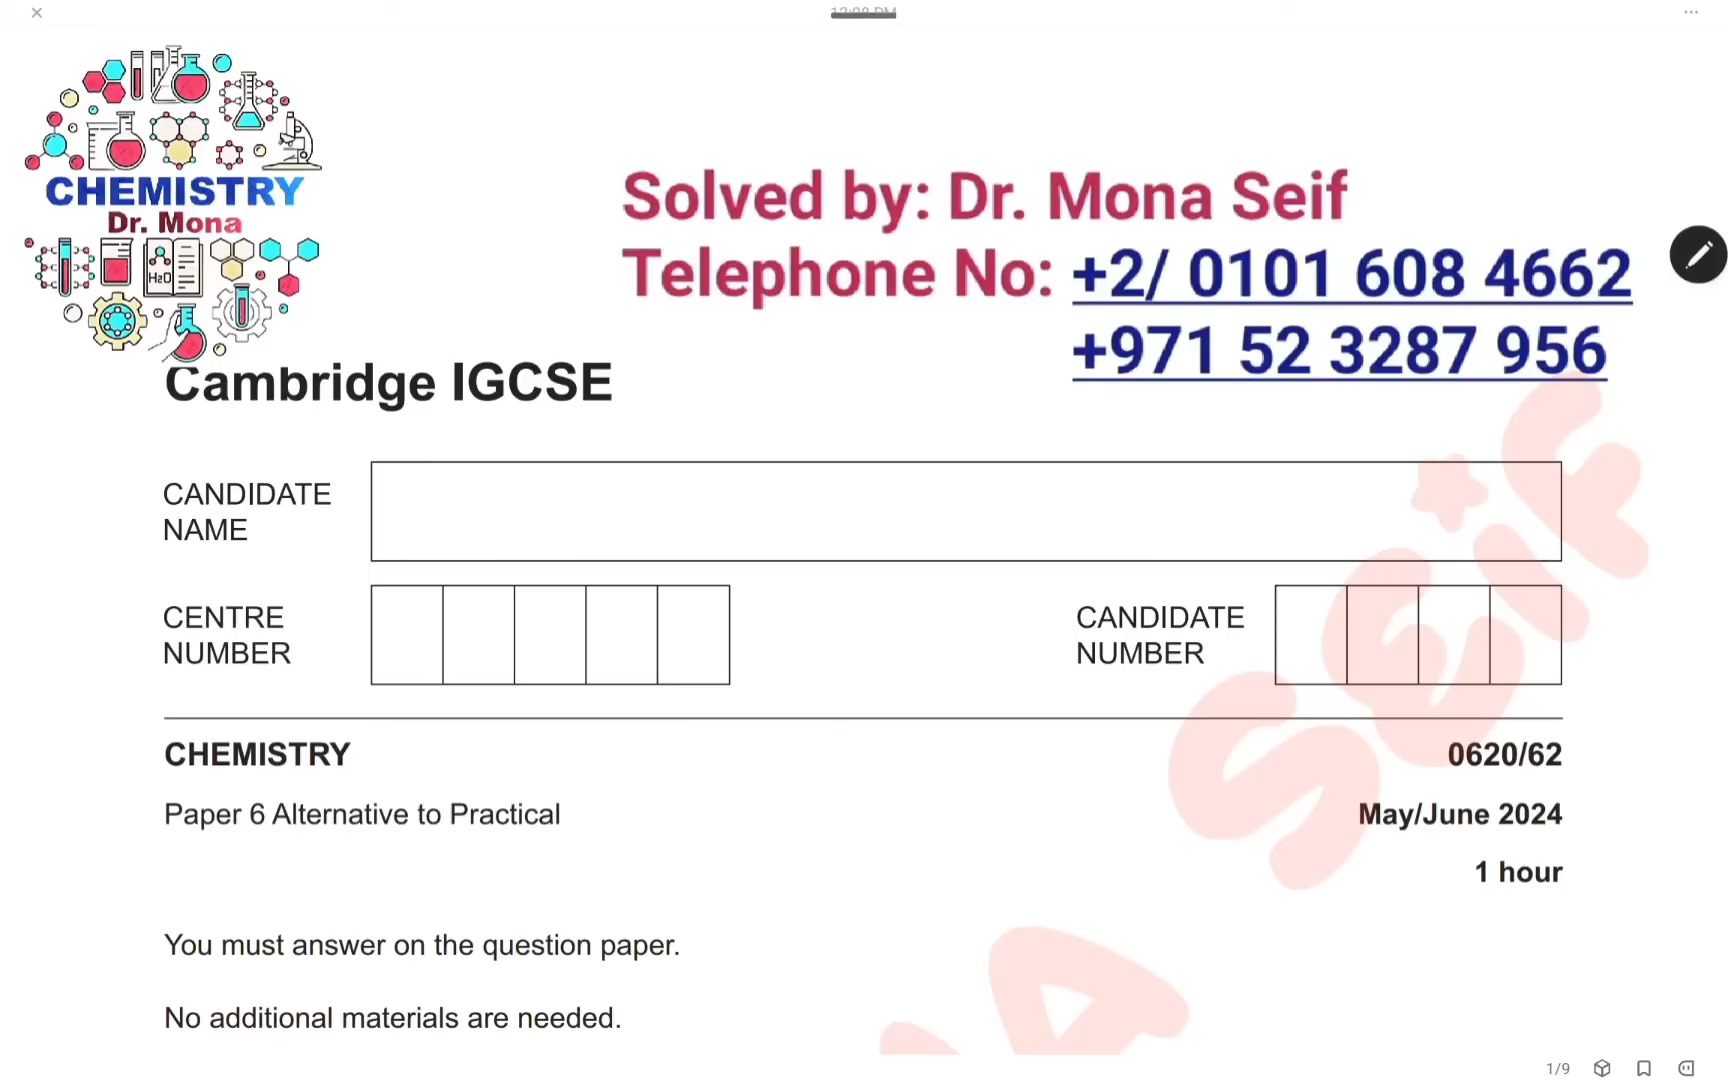 CHEMISTRY
Dr. Mona
H₂O
Solved by: Dr. Mona Seif
Telephone No: +2/ 0101 608 4662
+971 52 3287 956
Cambridge IGCSE
CANDIDATE
NAME
CENTRE
NUMBER
CANDIDATE
NUMBER
CHEMISTRY
0620/62
Paper 6 Alternative to Practical
May/June 2024
1 hour
You must answer on the question paper.
No additional materials are needed.
SEIF
1/9